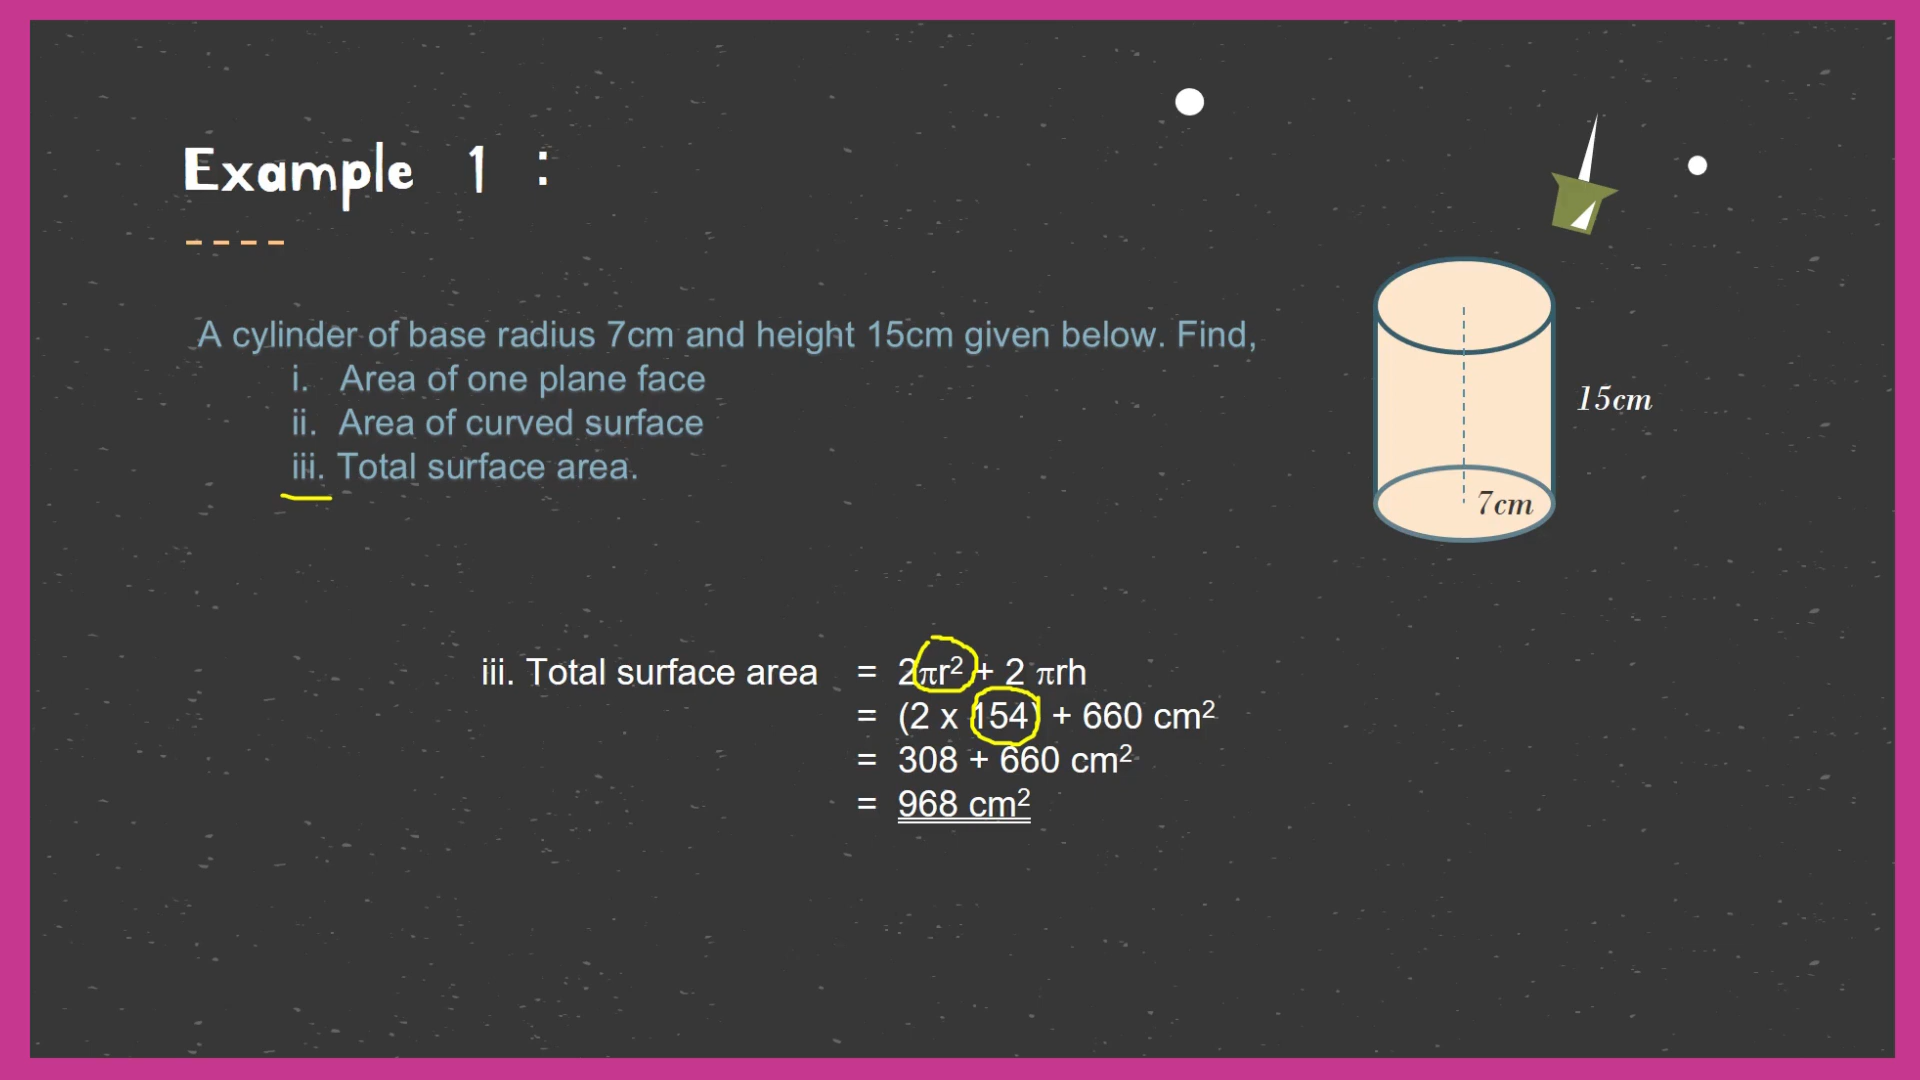 Example 1 :
A cylinder of base radius 7cm and height 15cm given below. Find,
i. Area of one plane face
ii. Area of curved surface
iii. Total surface area.
15cm
7cm
iii. Total surface area = 2πr² + 2 πrh
= (2 x 154) + 660 cm²
= 308 + 660 cm²
= 968 cm²